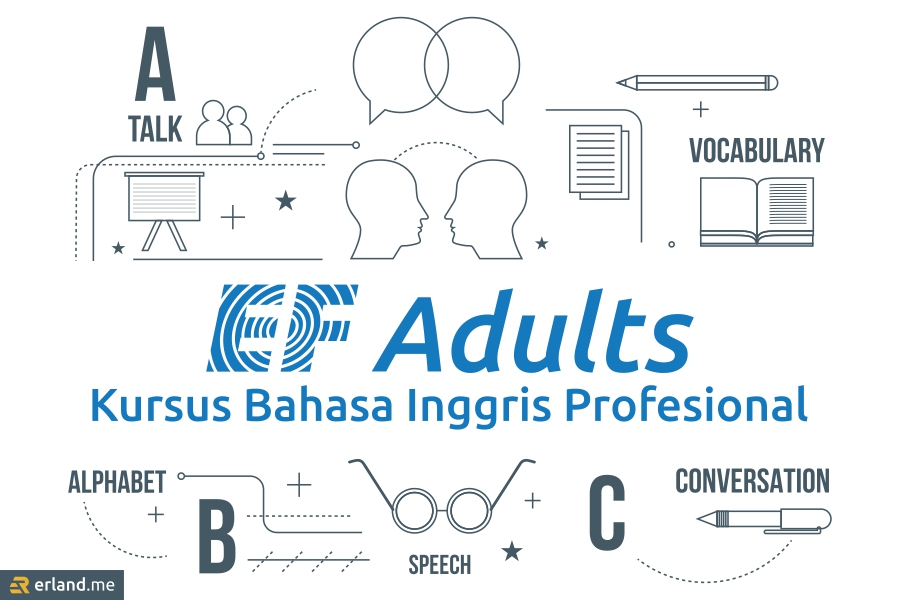 A
TALK
VOCABULARY
EF Adults
Kursus Bahasa Inggris Profesional
ALPHABET
B
SPEECH
C
CONVERSATION
erland.me